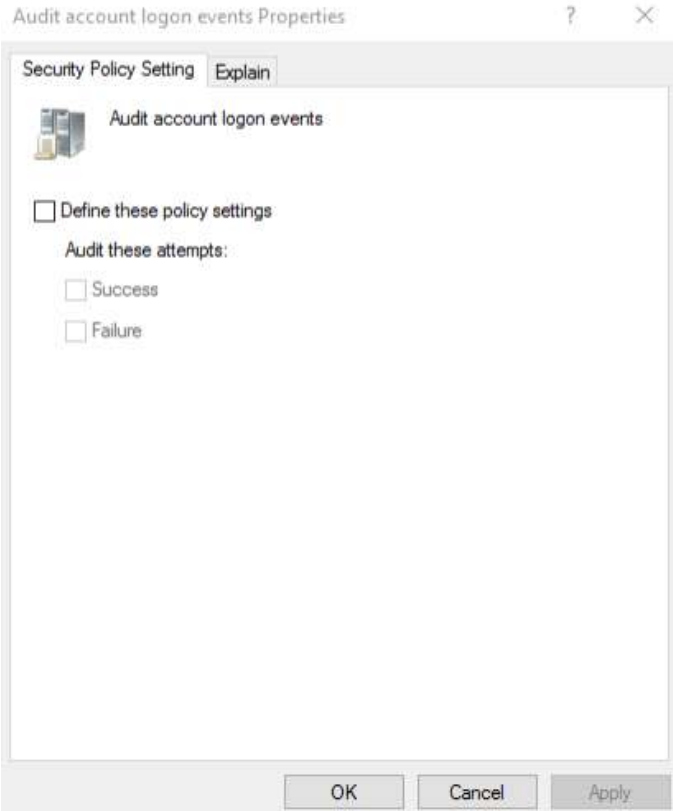 Audit account logon events Properties ? ×
Security Policy Setting Explain
Audit account logon events
Define these policy settings
Audit these attempts:
Success
Failure
OK Cancel Apply